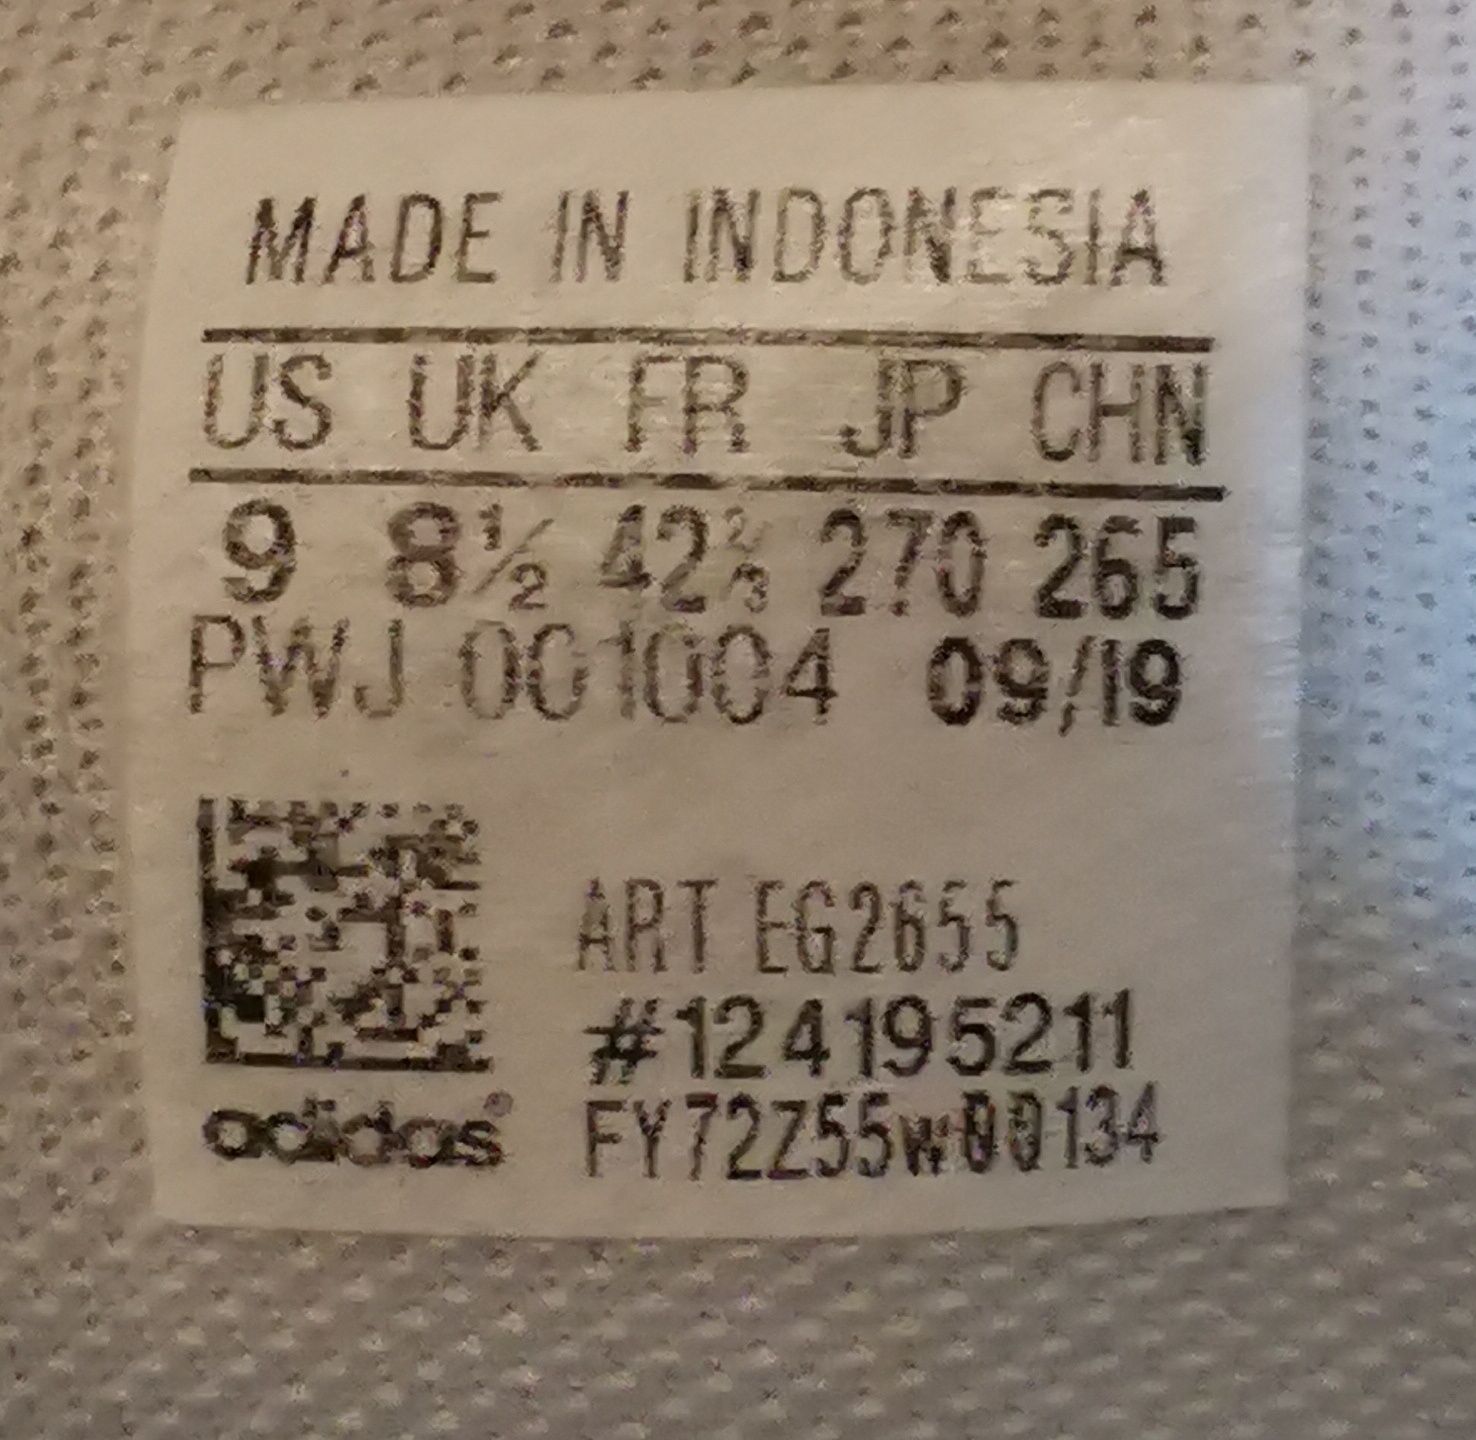 MADE IN INDONESIA
US UK FR JP CHN
9 8½ 42⅔ 270 265
PWJ 001004 09/19
ART EG2655
#124195211
adidas® FY72Z55W00134